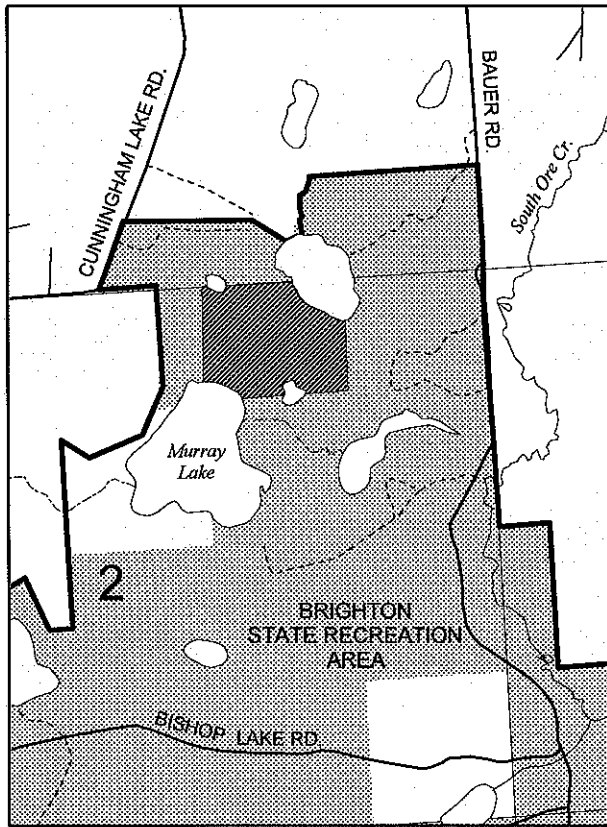 CUNNINGHAM LAKE RD.
BAUER RD.
South Ore Cr.
Murray
Lake
2
BRIGHTON
STATE RECREATION
AREA
BISHOP LAKE RD.